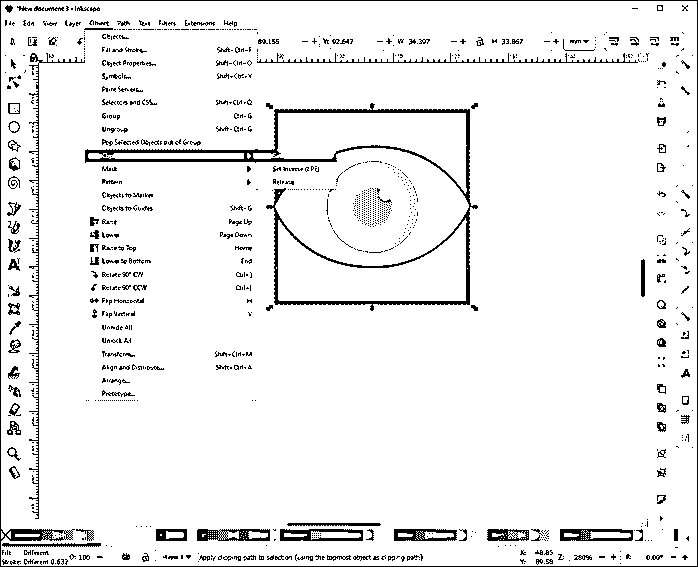 *New document 3 - Inkscape
File Edit View Layer Object Path Text Filters Extensions Help
89.155 Y: 92.647 W: 34.397 H: 33.867 mm
Objects...
Fill and Stroke... Shift+Ctrl+F
Object Properties... Shift+Ctrl+O
Symbols... Shift+Ctrl+Y
Paint Servers...
Selectors and CSS... Shift+Ctrl+Q
Group Ctrl+G
Ungroup Shift+Ctrl+G
Pop Selected Objects out of Group
Mask Set Inverse (LPE)
Pattern Release
Objects to Marker
Objects to Guides Shift+G
Raise Page Up
Lower Page Down
Raise to Top Home
Lower to Bottom End
Rotate 90° CW Ctrl+]
Rotate 90° CCW Ctrl+[
Flip Horizontal H
Flip Vertical V
Unhide All
Unlock All
Transform... Shift+Ctrl+M
Align and Distribute... Shift+Ctrl+A
Arrange...
Prototype...
Fill: Different
Stroke: Different 0.632
O: 100 Apply clipping path to selection (using the topmost object as clipping path)
X: 48.85
Y: 89.58
Z: 280% R: 0.00°